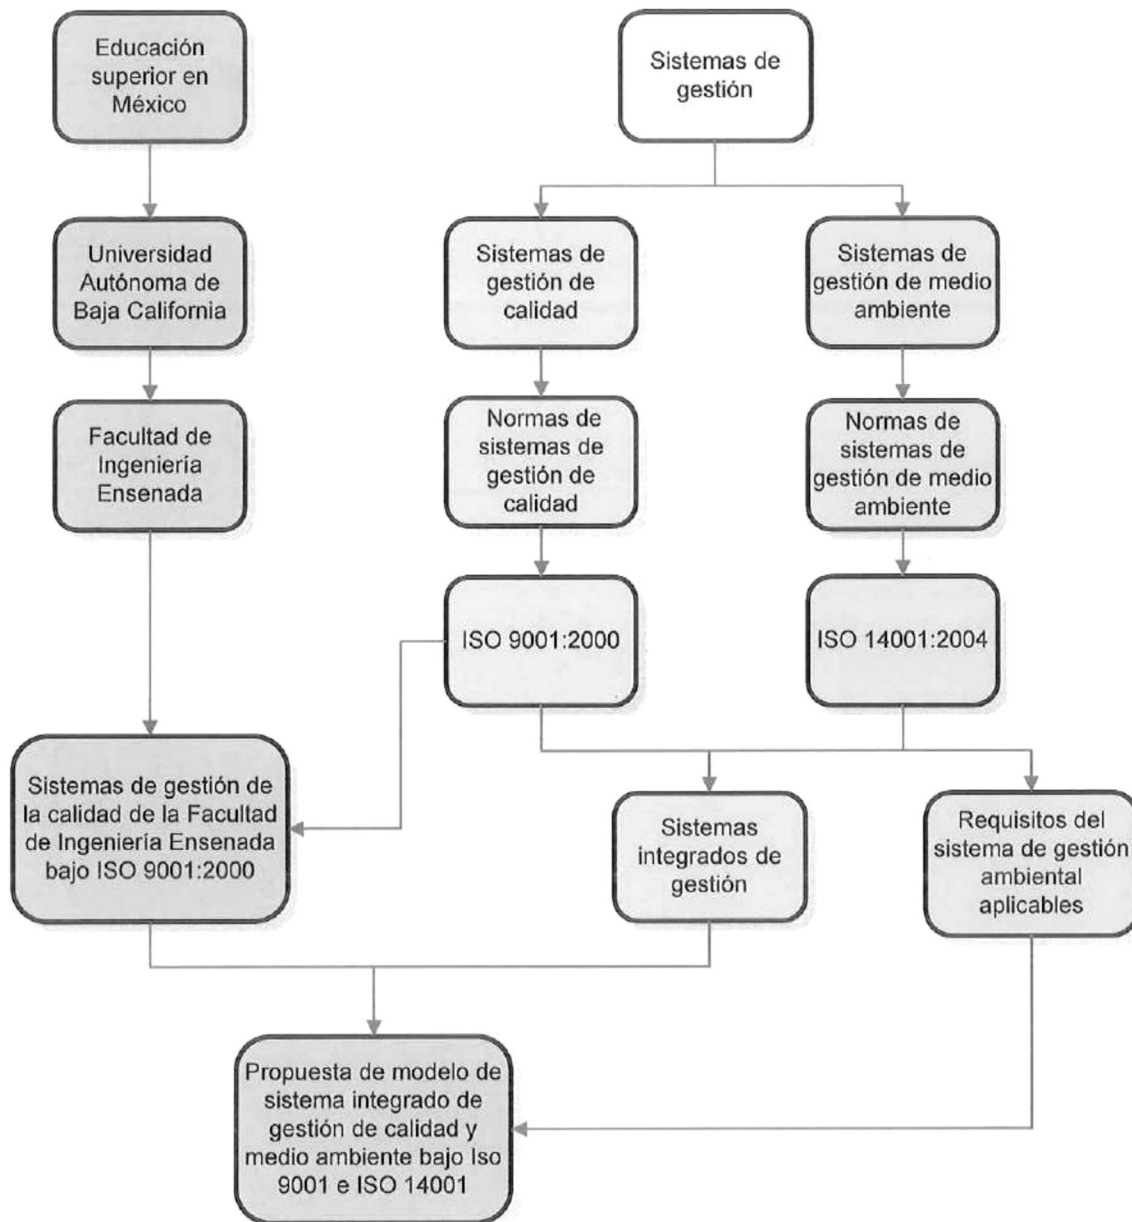 Educación
superior en
México
Sistemas de
gestión
Universidad
Autónoma de
Baja California
Sistemas de
gestión de
calidad
Sistemas de
gestión de medio
ambiente
Facultad de
Ingeniería
Ensenada
Normas de
sistemas de
gestión de
calidad
Normas de
sistemas de
gestión de medio
ambiente
ISO 9001:2000
ISO 14001:2004
Sistemas de gestión de
la calidad de la Facultad
de Ingeniería Ensenada
bajo ISO 9001:2000
Sistemas
integrados de
gestión
Requisitos del
sistema de gestión
ambiental
aplicables
Propuesta de modelo de
sistema integrado de
gestión de calidad y
medio ambiente bajo Iso
9001 e ISO 14001